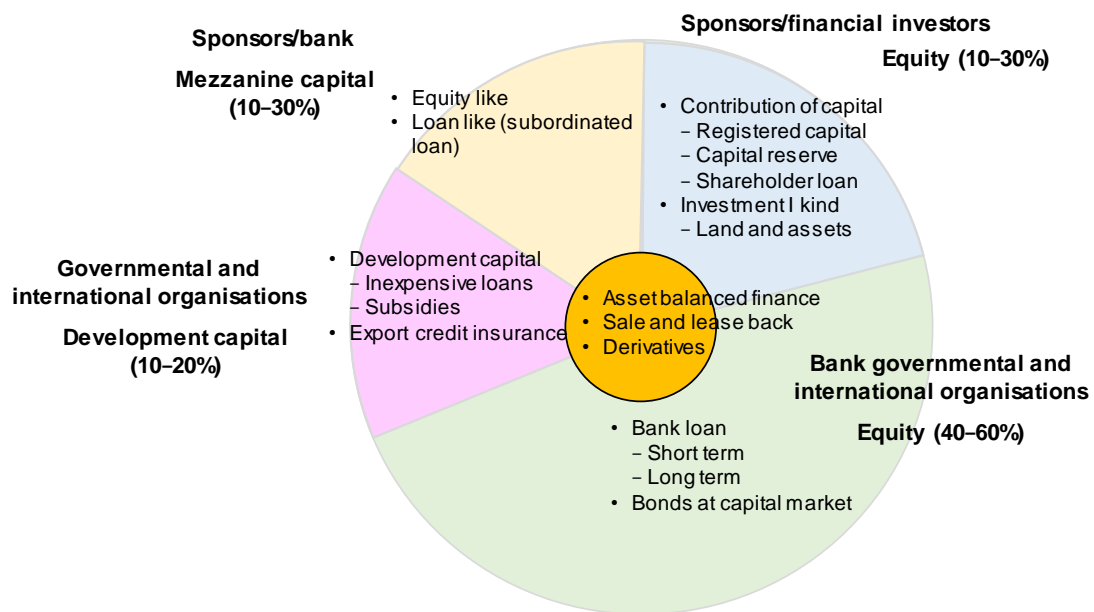 Sponsors/bank
Mezzanine capital
(10–30%)
Sponsors/financial investors
Equity (10–30%)
• Equity like
• Loan like (subordinated
loan)
• Contribution of capital
– Registered capital
– Capital reserve
– Shareholder loan
• Investment I kind
– Land and assets
Governmental and
international organisations
Development capital
(10–20%)
• Development capital
– Inexpensive loans
– Subsidies
• Export credit insurance
• Asset balanced finance
• Sale and lease back
• Derivatives
Bank governmental and
international organisations
Equity (40–60%)
• Bank loan
– Short term
– Long term
• Bonds at capital market